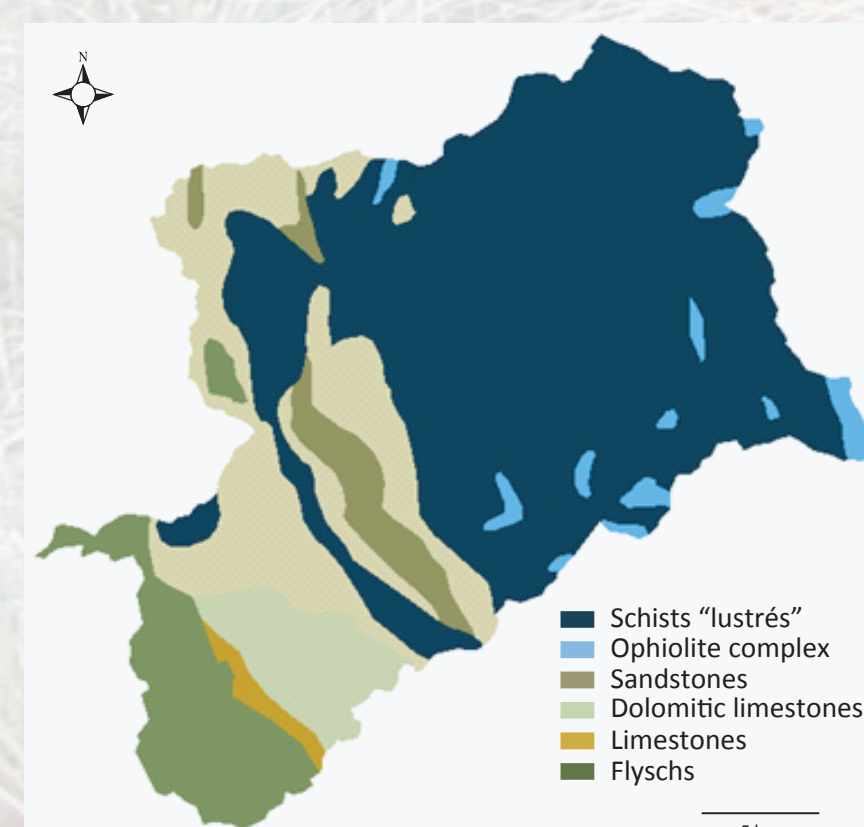 N
Schists “lustrés”
Ophiolite complex
Sandstones
Dolomitic limestones
Limestones
Flyschs